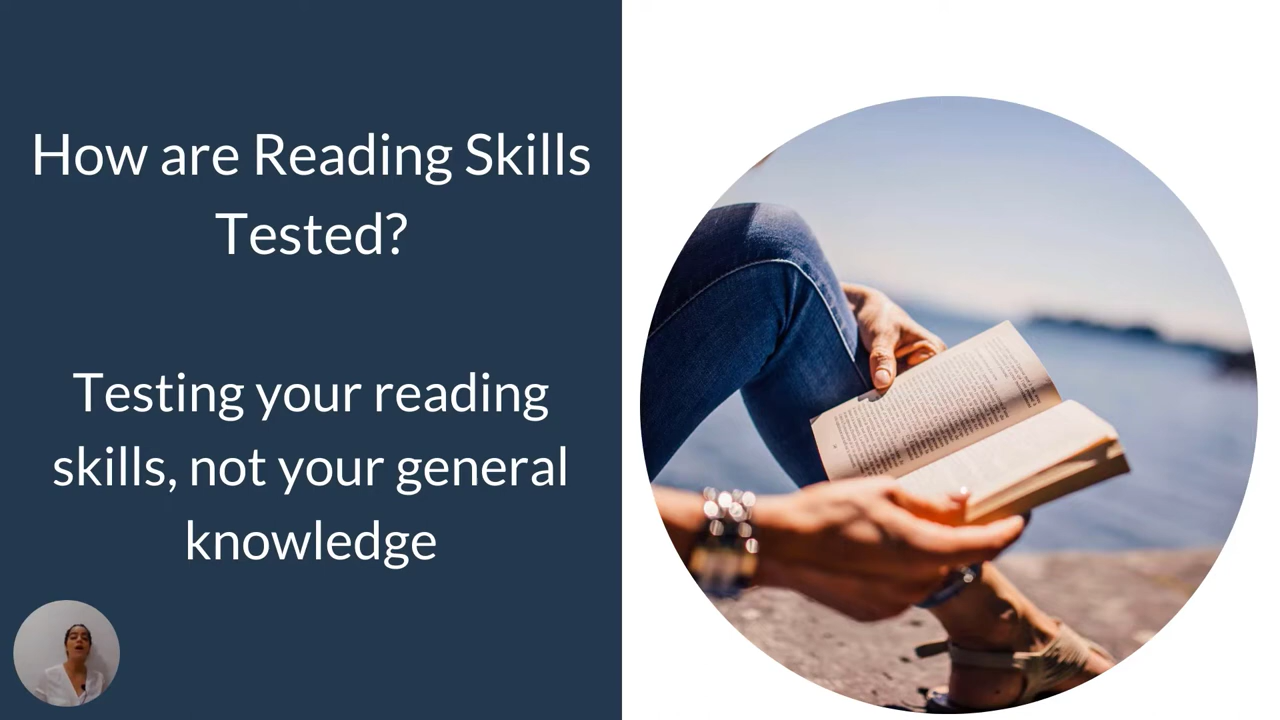 How are Reading Skills
Tested?
Testing your reading
skills, not your general
knowledge